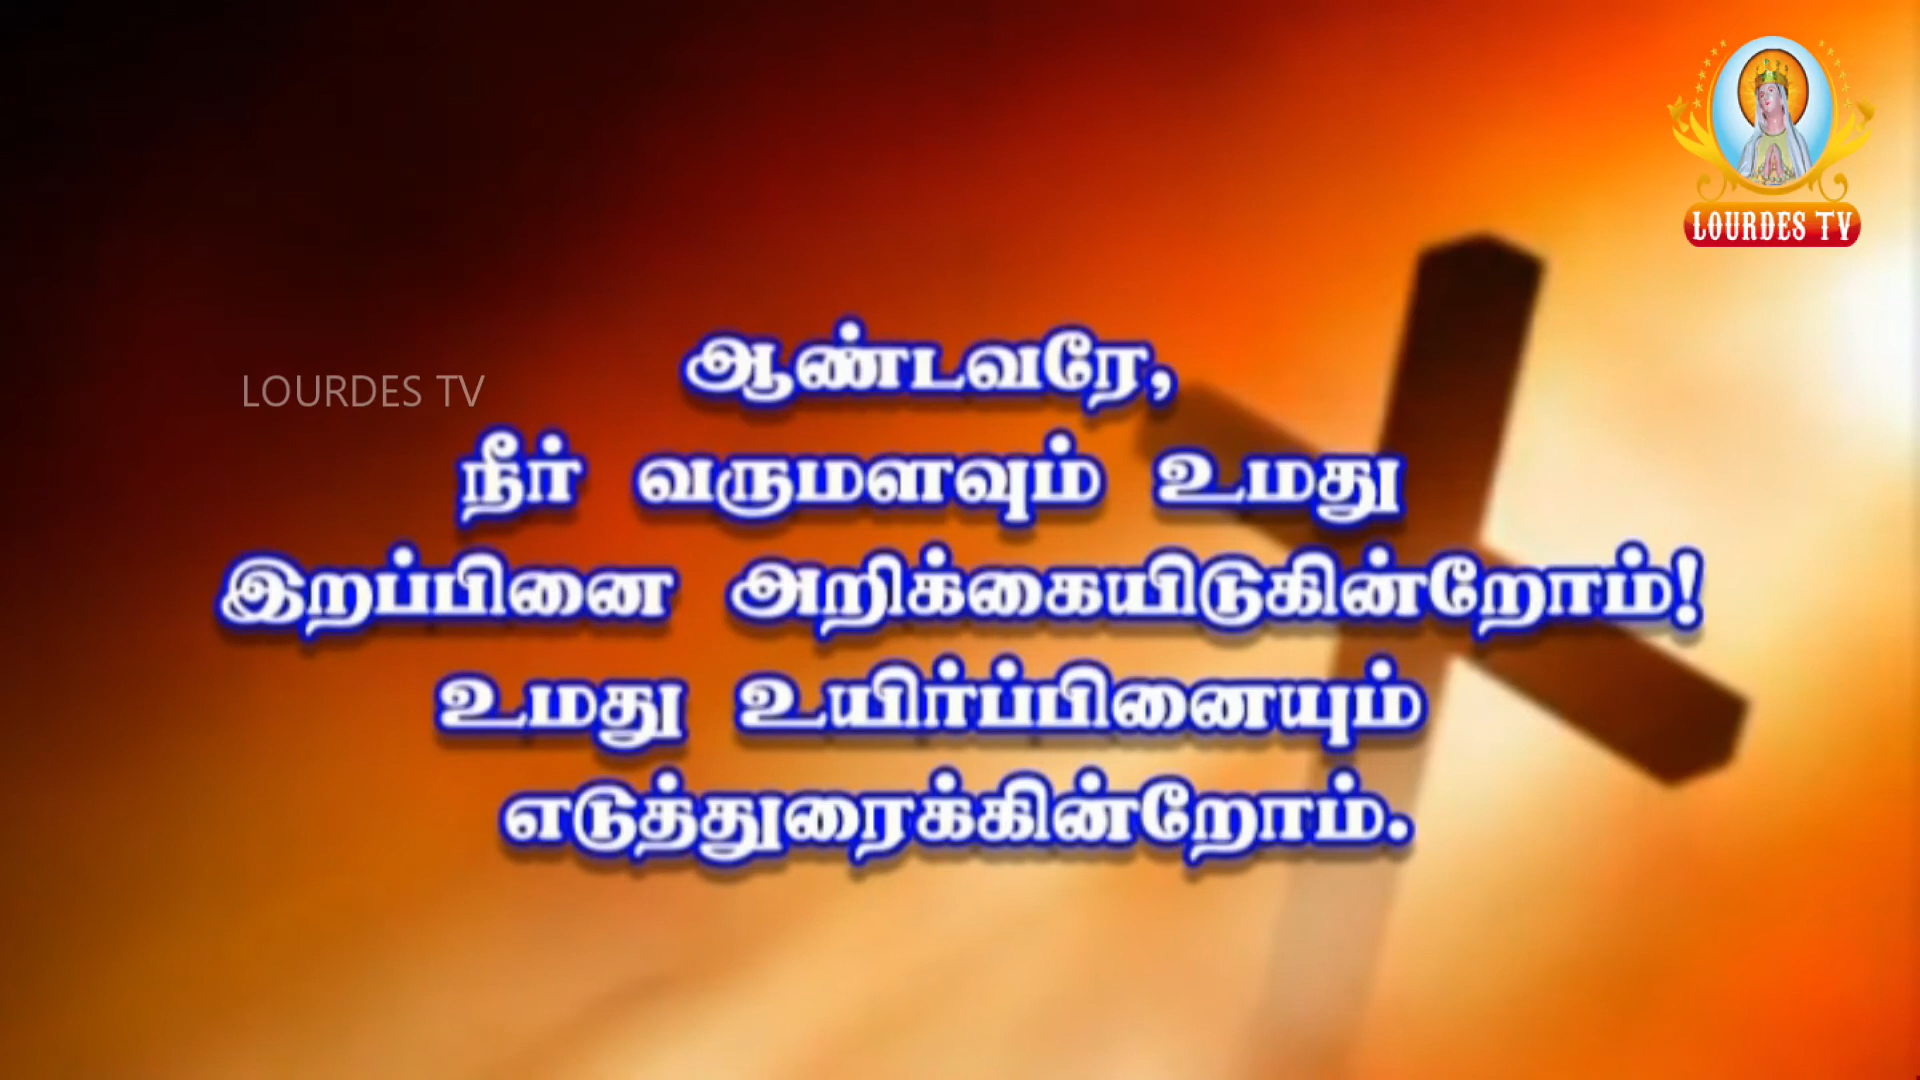 LOURDES TV
ஆண்டவரே,
LOURDES TV
நீர் வருமளவும் உமது
இறப்பினை அறிக்கையிடுகின்றோம்!
உமது உயிர்ப்பினையும்
எடுத்துரைக்கின்றோம்.